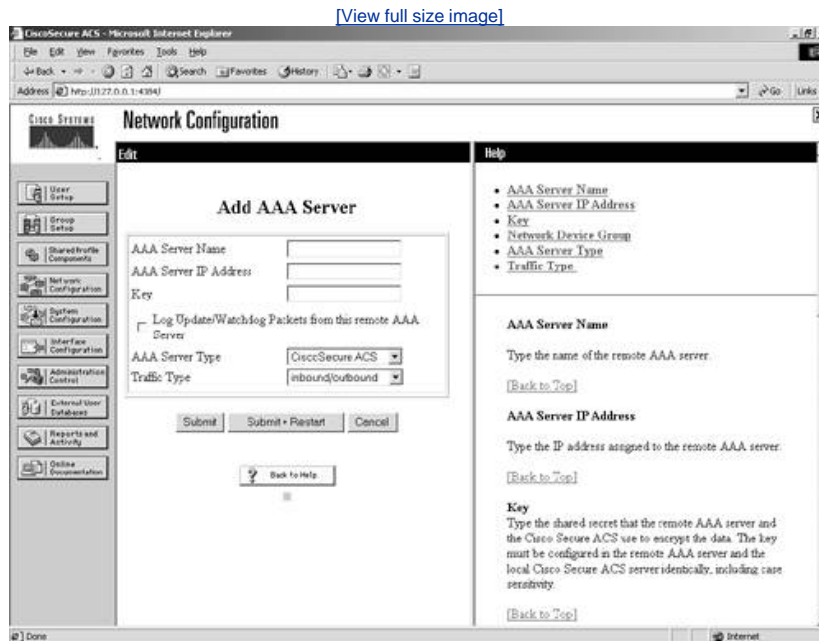 [View full size image]
CiscoSecure ACS - Microsoft Internet Explorer
File Edit View Favorites Tools Help
Back Search Favorites History
Address http://127.0.0.1:4384/ Go Links
CISCO SYSTEMS
Network Configuration
Edit
Help
User Setup
Group Setup
Shared Profile Components
Network Configuration
System Configuration
Interface Configuration
Administration Control
External User Databases
Reports and Activity
Online Documentation
Add AAA Server
AAA Server Name
AAA Server IP Address
Key
Log Update/Watchdog Packets from this remote AAA
Server
AAA Server Type CiscoSecure ACS
Traffic Type inbound/outbound
Submit Submit + Restart Cancel
? Back to Help
• AAA Server Name
• AAA Server IP Address
• Key
• Network Device Group
• AAA Server Type
• Traffic Type
AAA Server Name
Type the name of the remote AAA server.
[Back to Top]
AAA Server IP Address
Type the IP address assigned to the remote AAA server.
[Back to Top]
Key
Type the shared secret that the remote AAA server and
the Cisco Secure ACS use to encrypt the data. The key
must be configured in the remote AAA server and the
local Cisco Secure ACS server identically, including case
sensitivity.
[Back to Top]
Done
Internet